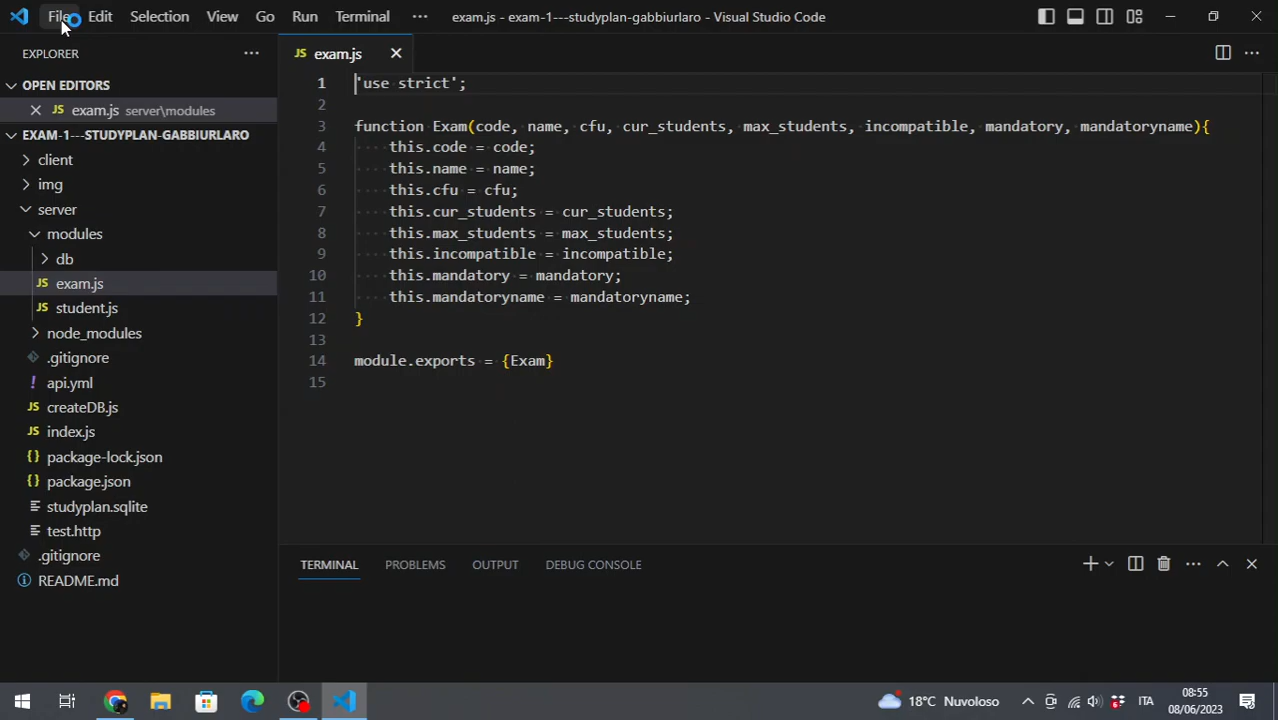 File Edit Selection View Go Run Terminal ··· exam.js - exam-1---studyplan-gabbiurlaro - Visual Studio Code
EXPLORER
OPEN EDITORS
JS exam.js server\modules
EXAM-1---STUDYPLAN-GABBIURLARO
client
img
server
modules
db
JS exam.js
JS student.js
node_modules
.gitignore
! api.yml
JS createDB.js
JS index.js
{} package-lock.json
{} package.json
studyplan.sqlite
test.http
.gitignore
README.md
JS exam.js
1 'use strict';
2
3 function Exam(code, name, cfu, cur_students, max_students, incompatible, mandatory, mandatoryname){
4 this.code = code;
5 this.name = name;
6 this.cfu = cfu;
7 this.cur_students = cur_students;
8 this.max_students = max_students;
9 this.incompatible = incompatible;
10 this.mandatory = mandatory;
11 this.mandatoryname = mandatoryname;
12 }
13
14 module.exports = {Exam}
15
TERMINAL PROBLEMS OUTPUT DEBUG CONSOLE
18°C Nuvoloso ITA 08:55
08/06/2023